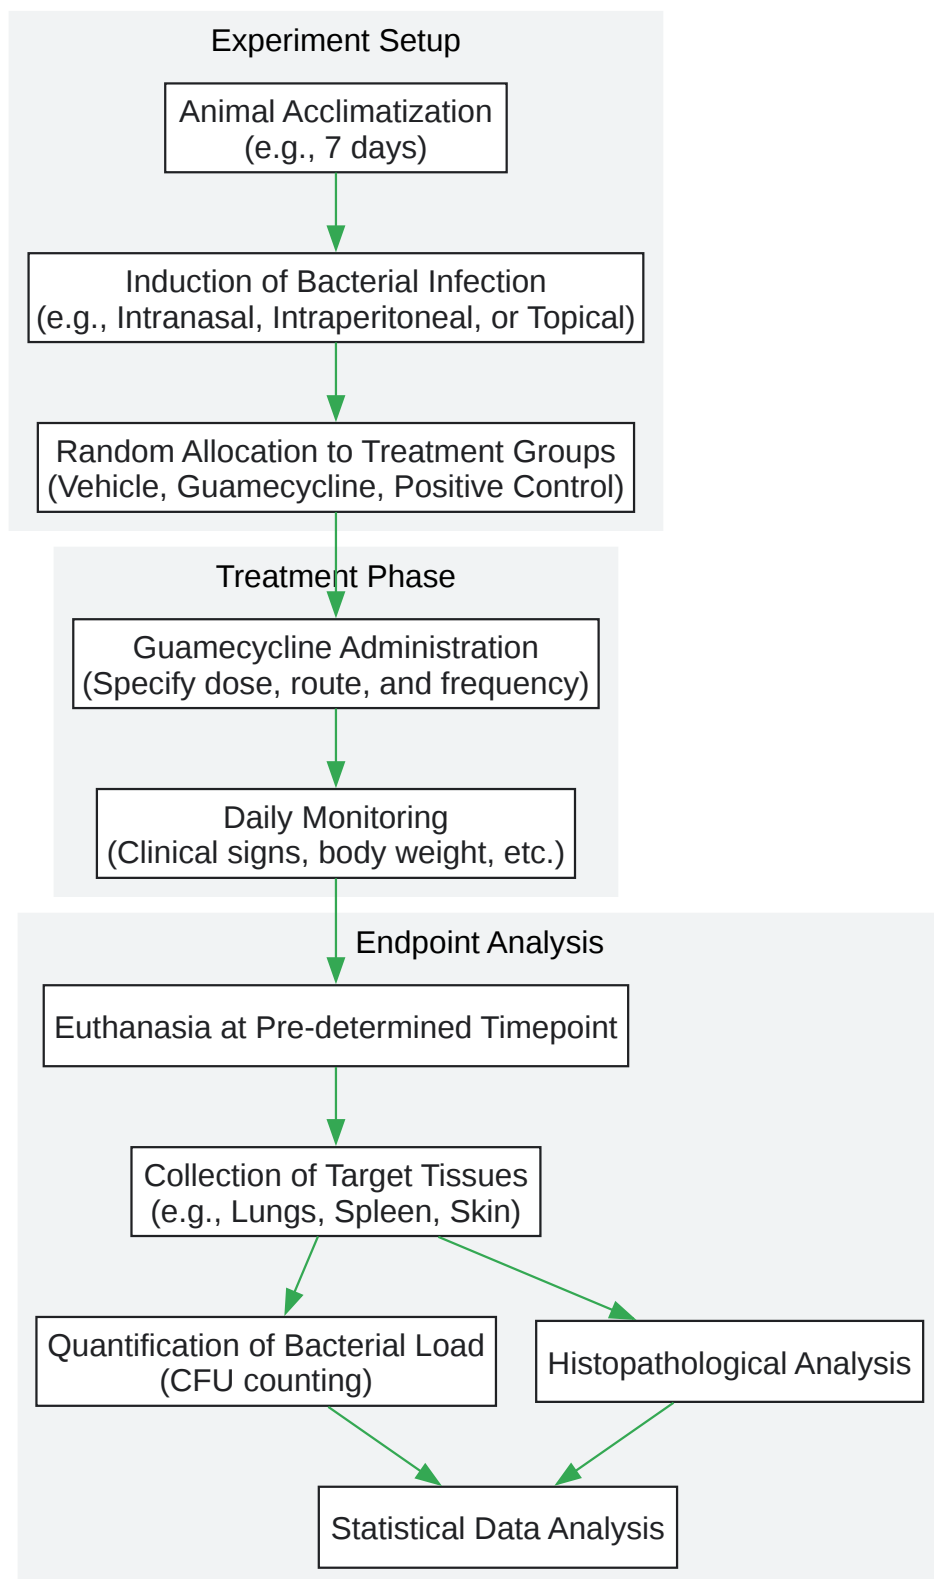 Experiment Setup
Animal Acclimatization
(e.g., 7 days)
Induction of Bacterial Infection
(e.g., Intranasal, Intraperitoneal, or Topical)
Random Allocation to Treatment Groups
(Vehicle, Guamecycline, Positive Control)
Treatment Phase
Guamecycline Administration
(Specify dose, route, and frequency)
Daily Monitoring
(Clinical signs, body weight, etc.)
Endpoint Analysis
Euthanasia at Pre-determined Timepoint
Collection of Target Tissues
(e.g., Lungs, Spleen, Skin)
Quantification of Bacterial Load
(CFU counting)
Histopathological Analysis
Statistical Data Analysis